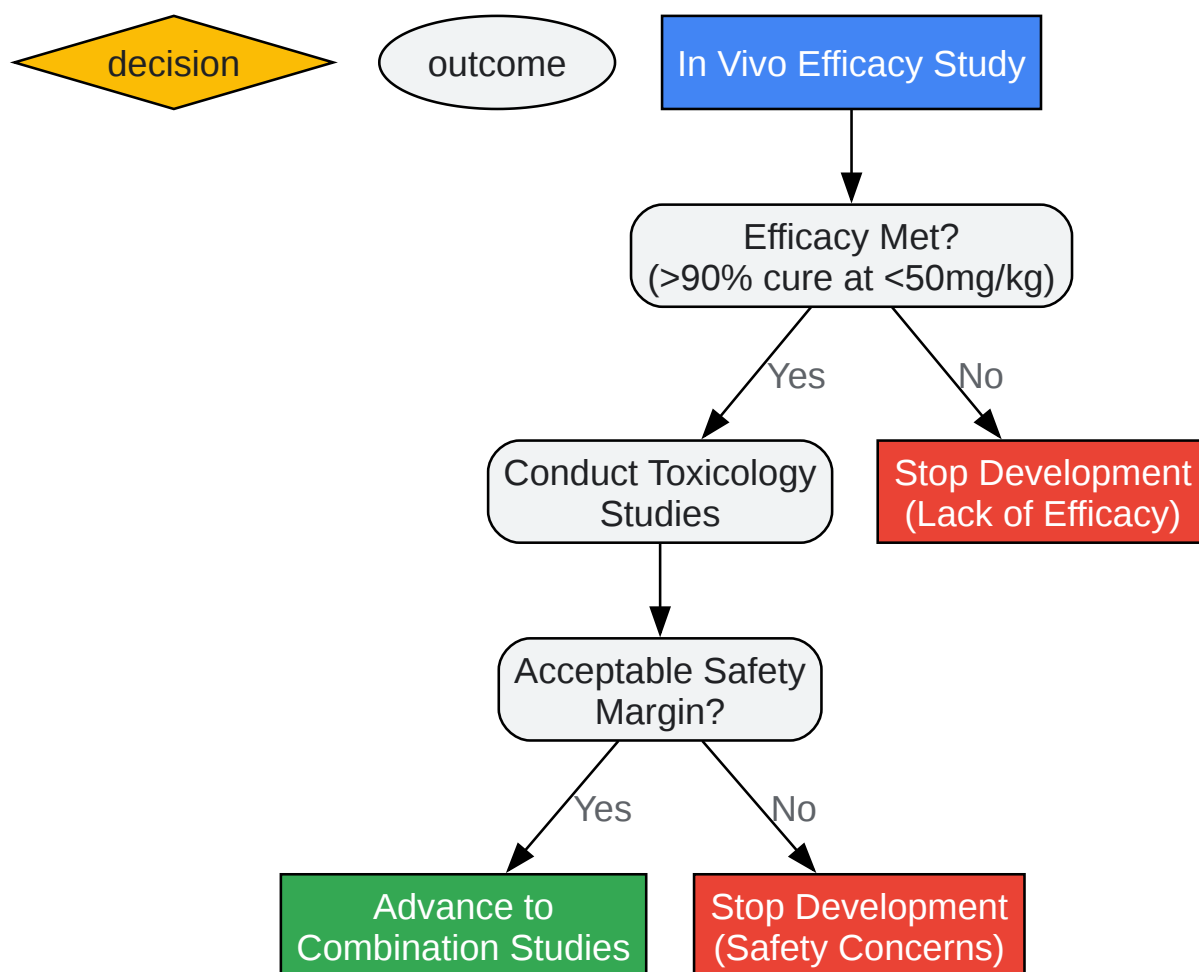 decision
outcome
In Vivo Efficacy Study
Efficacy Met?
(>90% cure at <50mg/kg)
Yes
No
Conduct Toxicology
Studies
Stop Development
(Lack of Efficacy)
Acceptable Safety
Margin?
Yes
No
Advance to
Combination Studies
Stop Development
(Safety Concerns)